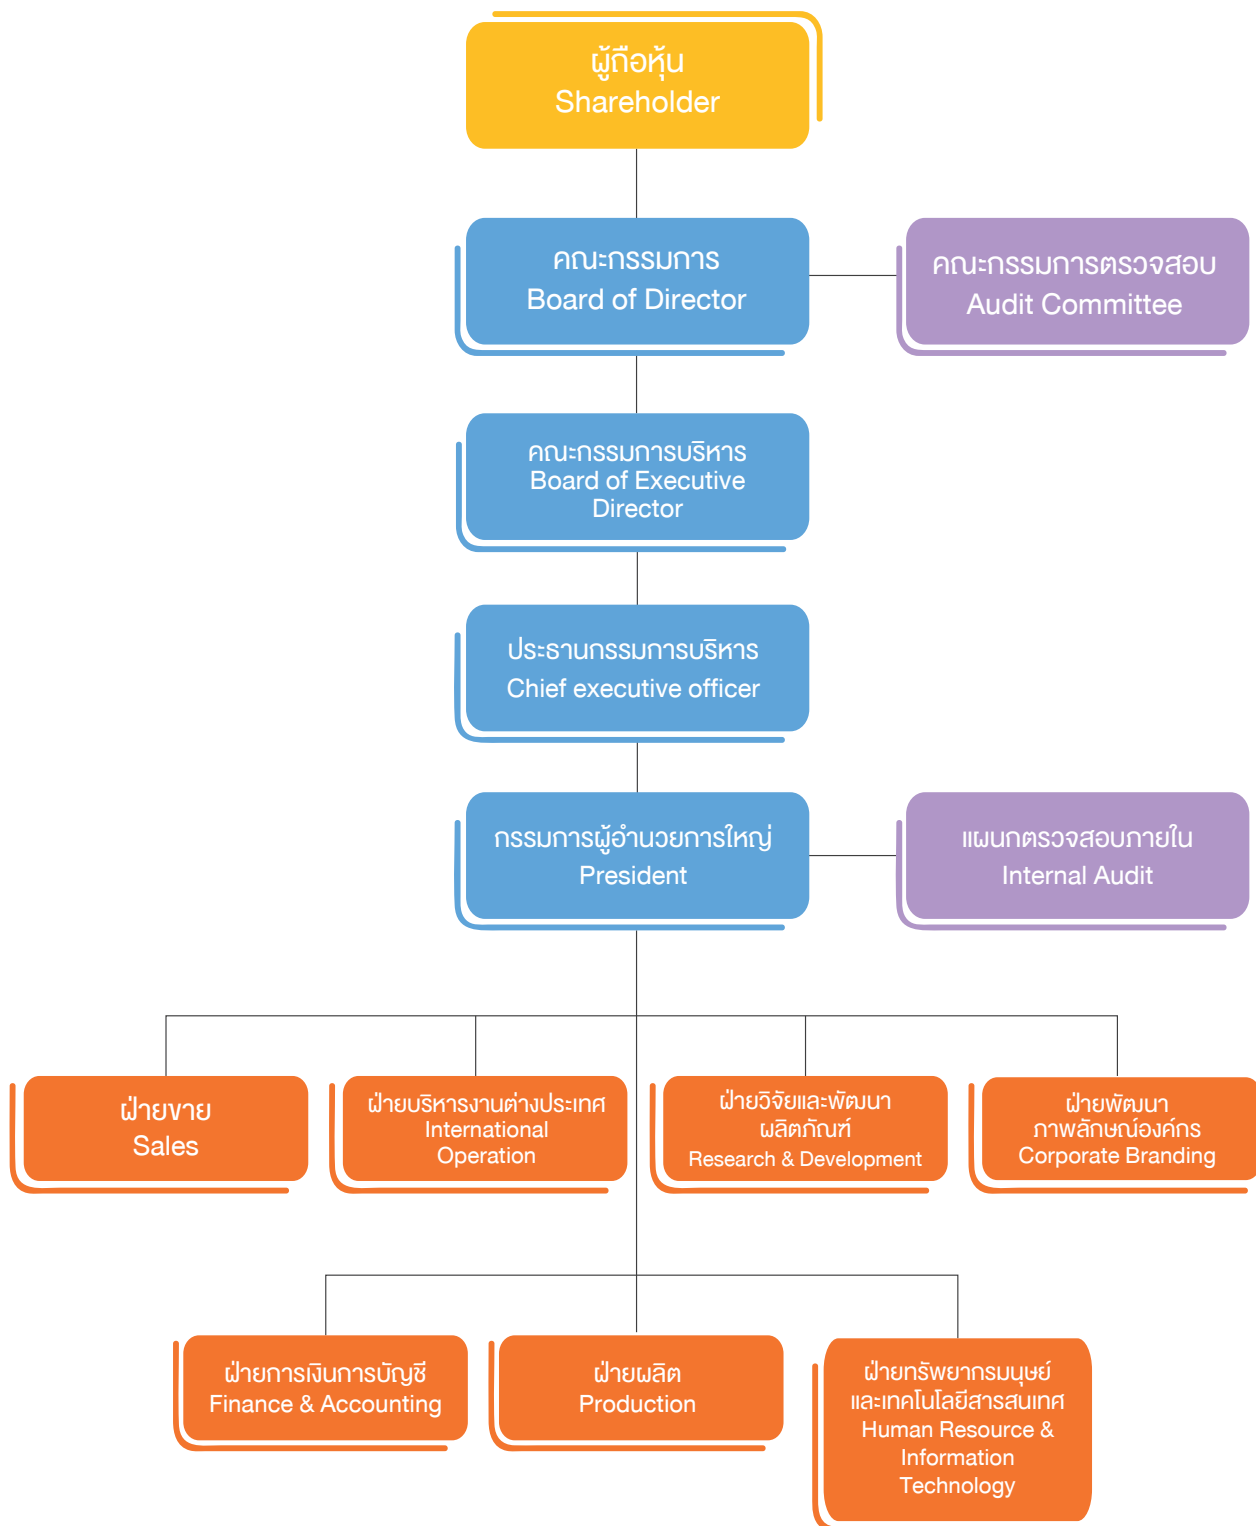 ผู้ถือหุ้น
Shareholder
คณะกรรมการ
Board of Director
คณะกรรมการตรวจสอบ
Audit Committee
คณะกรรมการบริหาร
Board of Executive
Director
ประธานกรรมการบริหาร
Chief executive officer
กรรมการผู้อำนวยการใหญ่
President
แผนกตรวจสอบภายใน
Internal Audit
ฝ่ายขาย
Sales
ฝ่ายบริหารงานต่างประเทศ
International
Operation
ฝ่ายวิจัยและพัฒนา
ผลิตภัณฑ์
Research & Development
ฝ่ายพัฒนา
ภาพลักษณ์องค์กร
Corporate Branding
ฝ่ายการเงินการบัญชี
Finance & Accounting
ฝ่ายผลิต
Production
ฝ่ายทรัพยากรมนุษย์
และเทคโนโลยีสารสนเทศ
Human Resource &
Information
Technology